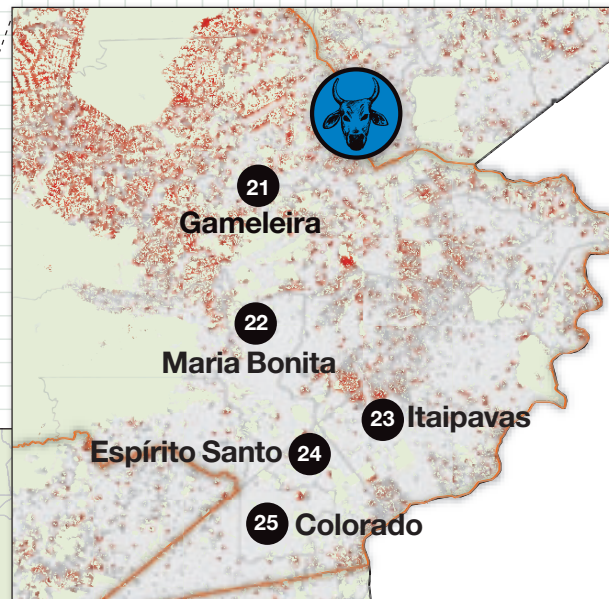 21
Gameleira
22
Maria Bonita
23 Itaipavas
Espírito Santo 24
25 Colorado